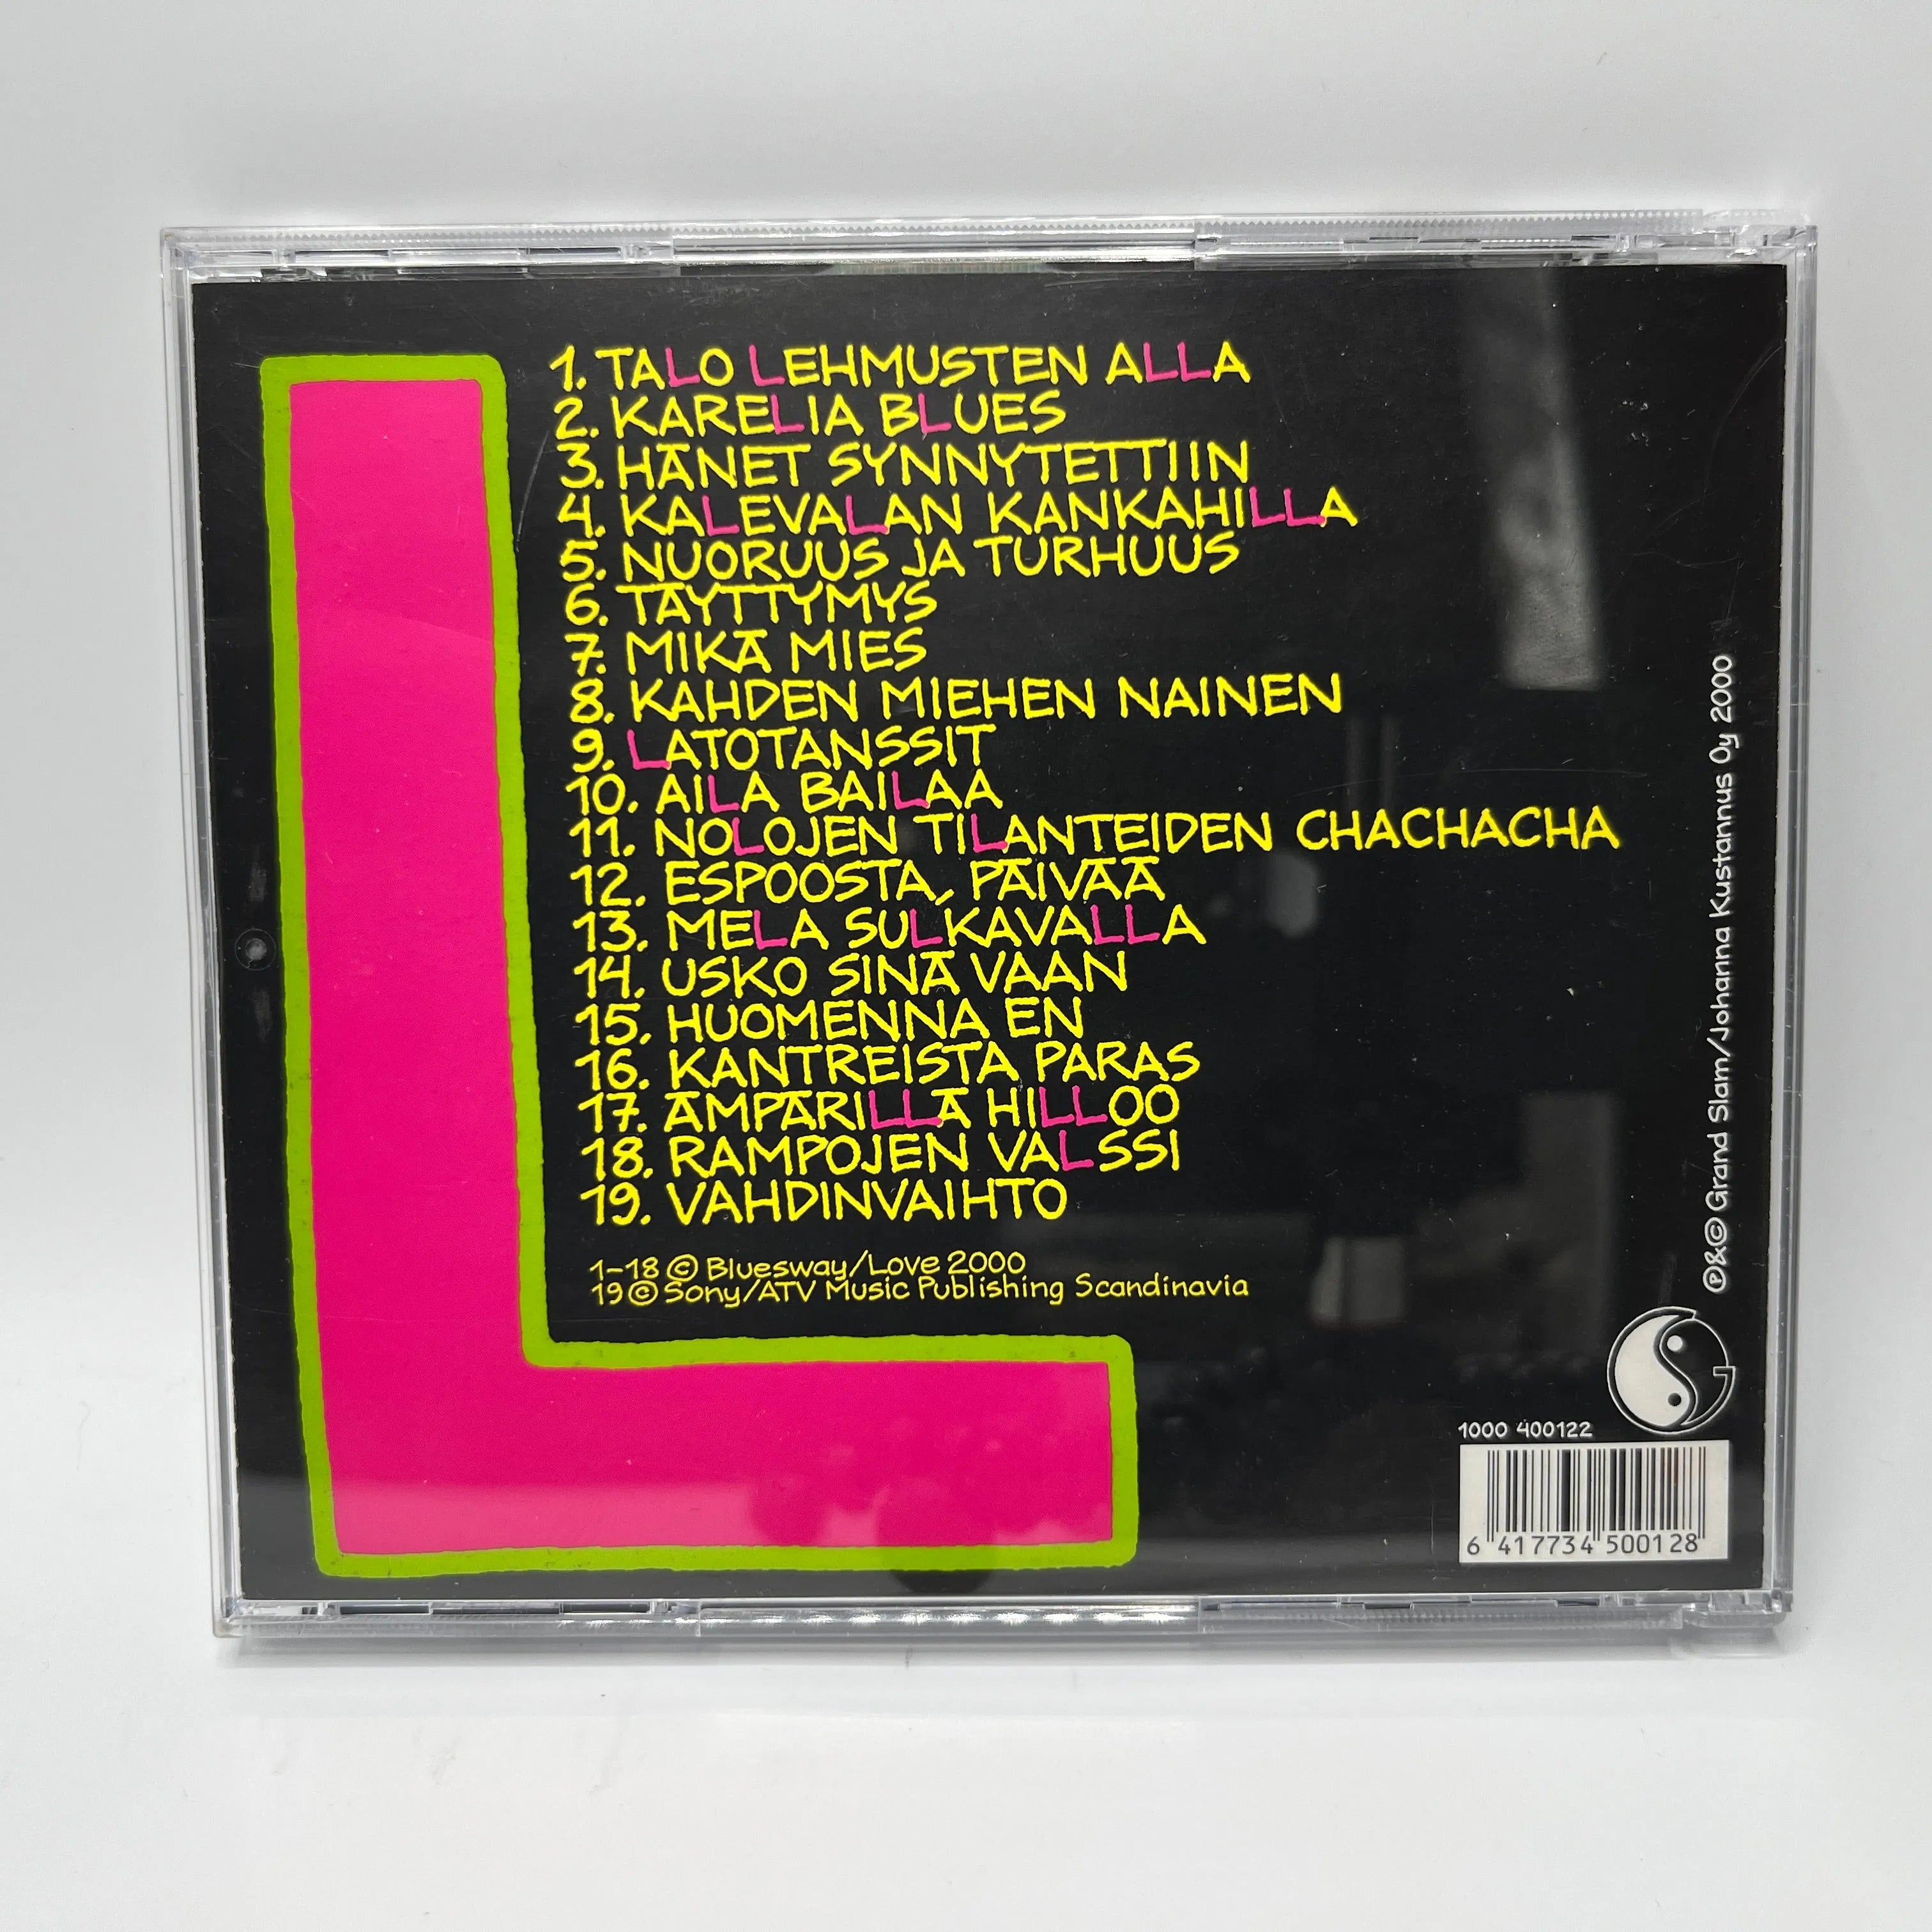 1. TALO LEHMUSTEN ALLA
2. KARELIA BLUES
3. HÄNET SYNNYTETTIIN
4. KALEVALAN KANKAHILLA
5. NUORUUS JA TURHUUS
6. TÄYTTYMYS
7. MIKÄ MIES
8. KAHDEN MIEHEN NAINEN
9. LATOTANSSIT
10. AILA BAILAA
11. NOLOJEN TILANTEIDEN CHACHACHA
12. ESPOOSTA, PÄIVÄÄ
13. MELA SULKAVALLA
14. USKO SINÄ VAAN
15. HUOMENNA EN
16. KANTREISTA PARAS
17. ÄMPÄRILLÄ HILLOO
18. RAMPOJEN VALSSI
19. VAHDINVAIHTO
1-18 © Bluesway/Love 2000
19 © Sony/ATV Music Publishing Scandinavia
℗&© Grand Slam/Johanna Kustannus Oy 2000
1000 400122
6 417734 500128